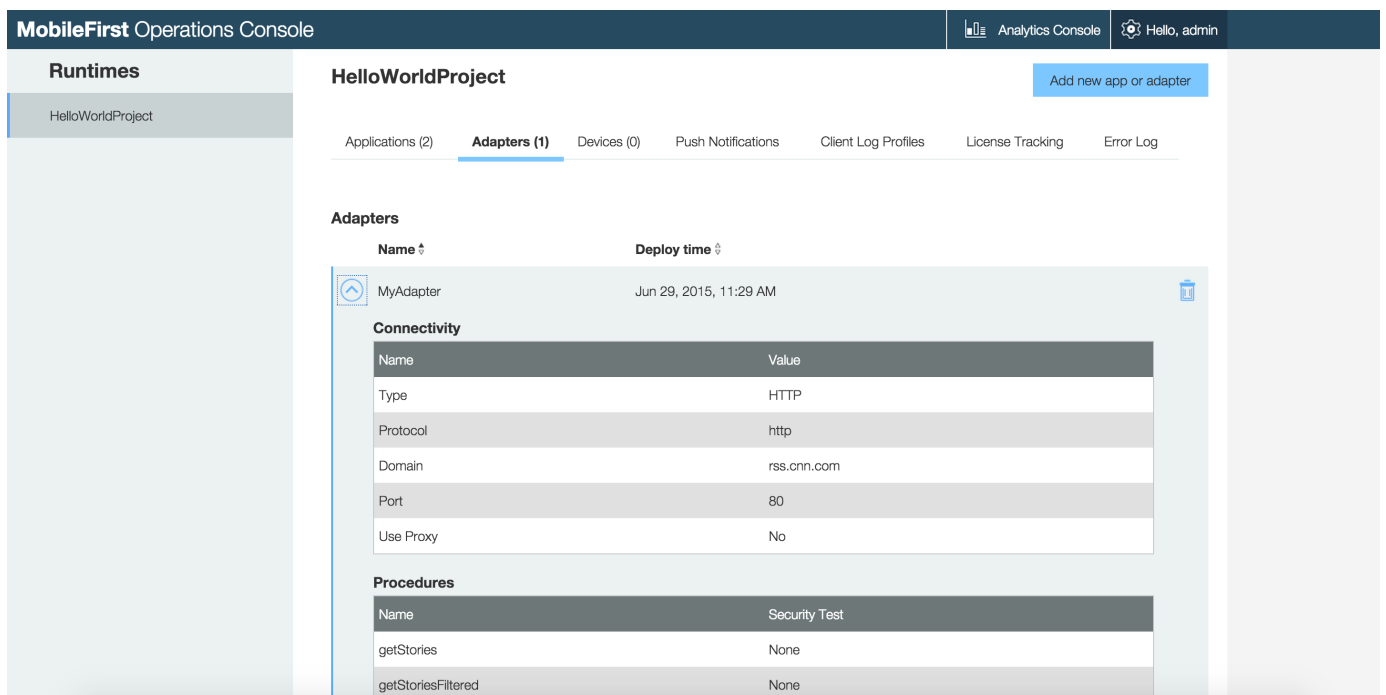 MobileFirst Operations Console
Analytics Console
Hello, admin
Runtimes
HelloWorldProject
HelloWorldProject
Add new app or adapter
Applications (2) Adapters (1) Devices (0) Push Notifications Client Log Profiles License Tracking Error Log
Adapters
Name Deploy time
MyAdapter Jun 29, 2015, 11:29 AM
Connectivity
Name Value
Type HTTP
Protocol http
Domain rss.cnn.com
Port 80
Use Proxy No
Procedures
Name Security Test
getStories None
getStoriesFiltered None